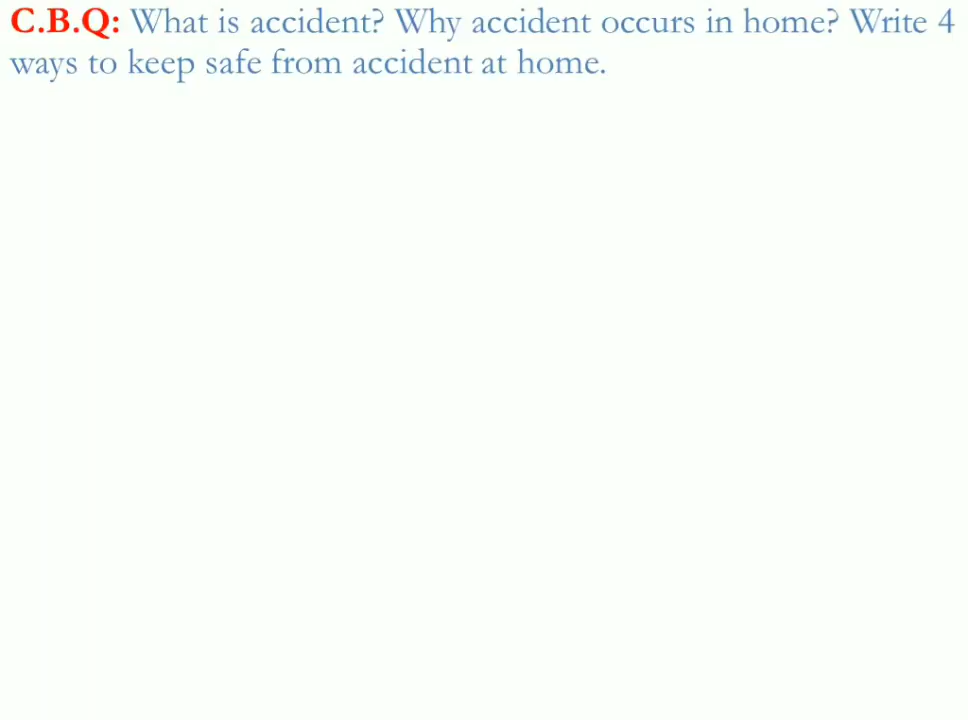 C.B.Q: What is accident? Why accident occurs in home? Write 4
ways to keep safe from accident at home.